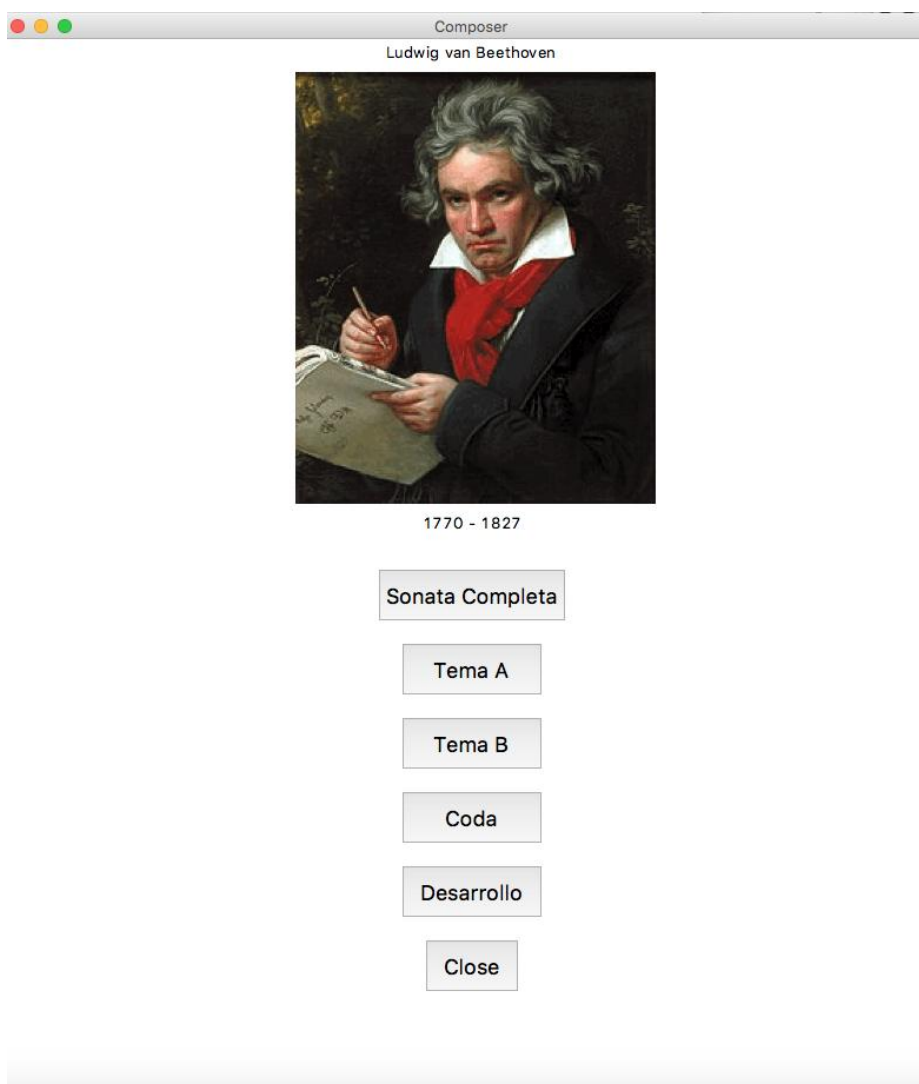 Composer
Ludwig van Beethoven
1770 - 1827
Sonata Completa
Tema A
Tema B
Coda
Desarrollo
Close